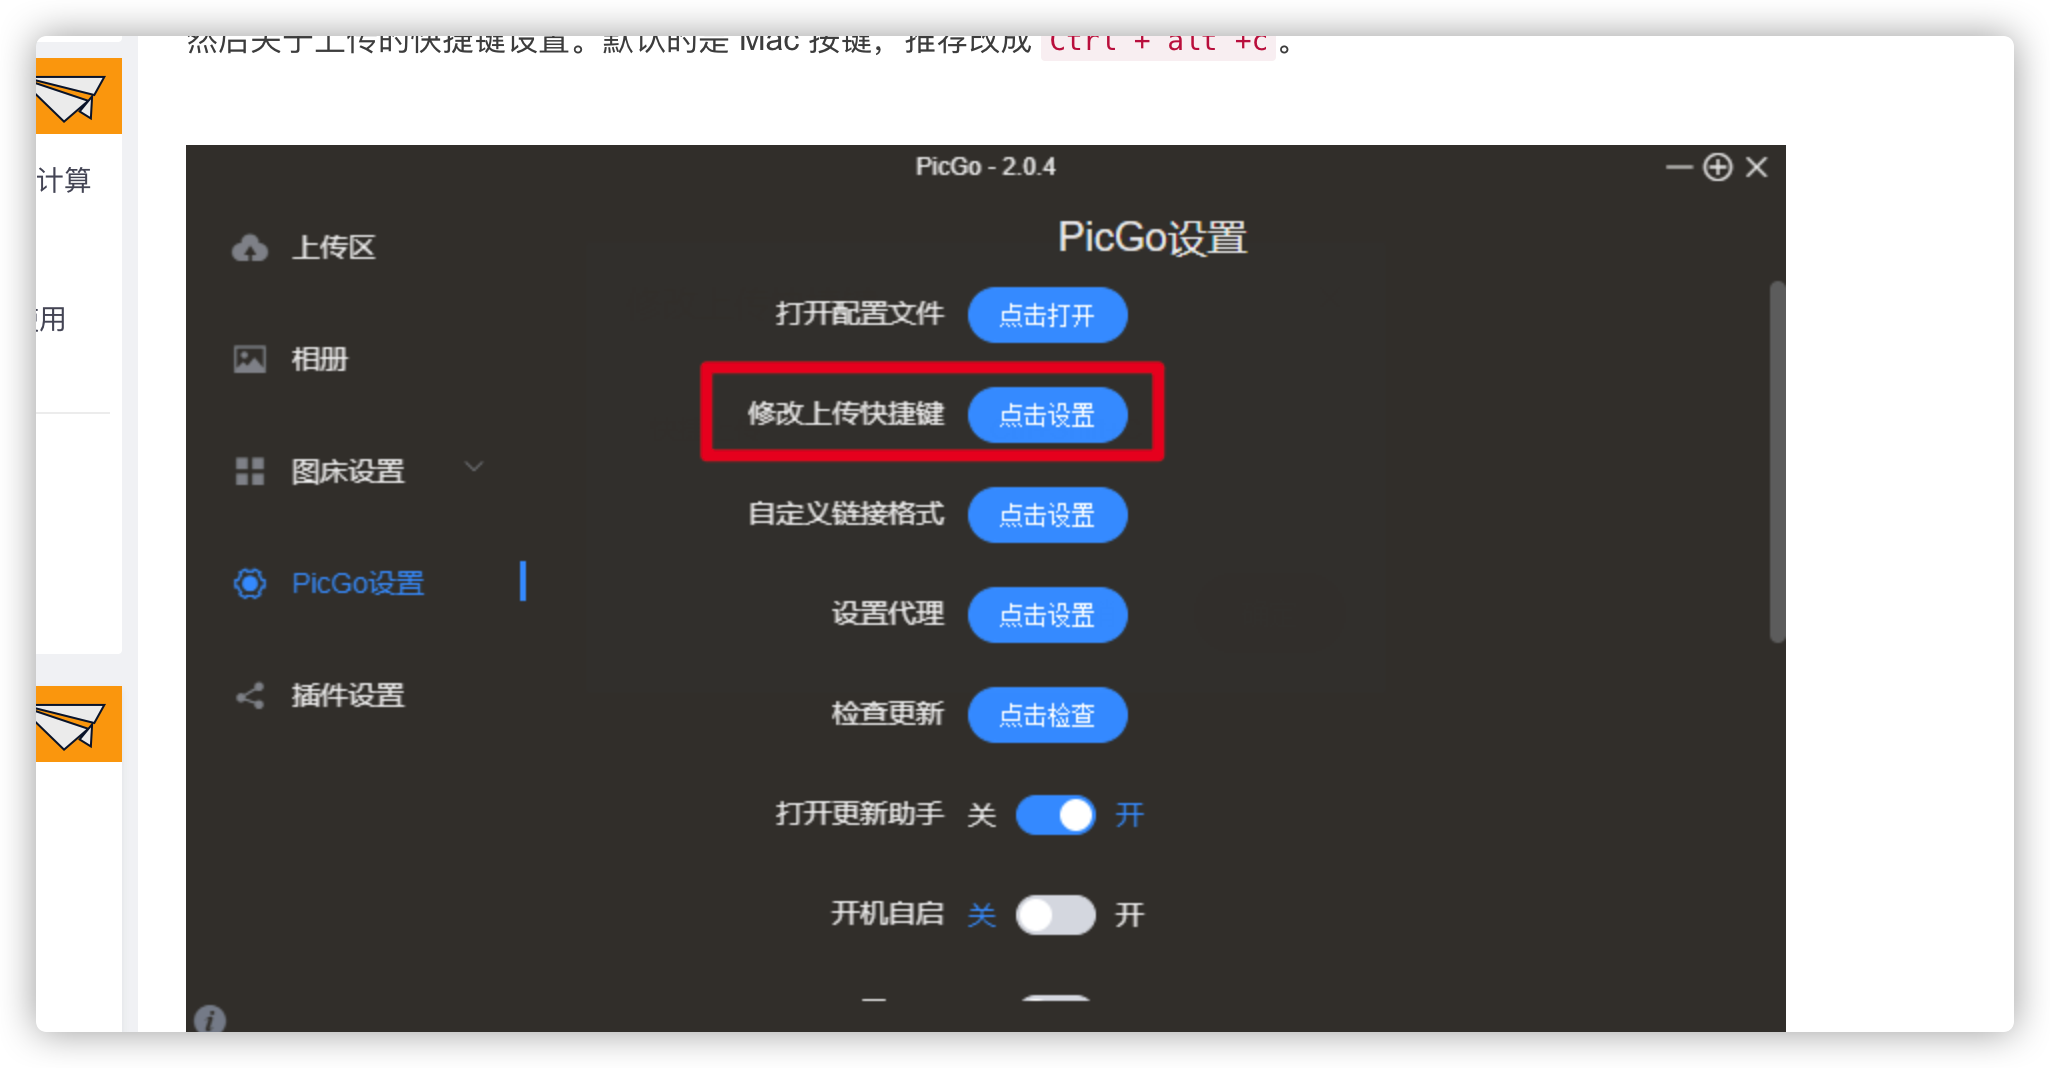 然后关于上传的快捷键设置。默认的是 Mac 按键，推荐改成 Ctrl + alt +c。
计算
使用
PicGo - 2.0.4
上传区
相册
图床设置
PicGo设置
插件设置
PicGo设置
打开配置文件 点击打开
修改上传快捷键 点击设置
自定义链接格式 点击设置
设置代理 点击设置
检查更新 点击检查
打开更新助手 关 开
开机自启 关 开